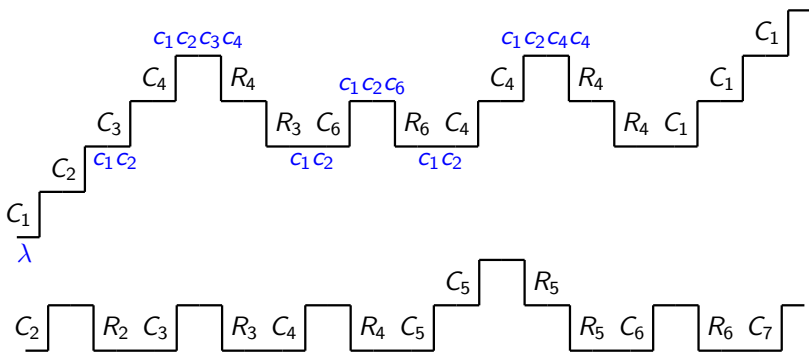 c₁c₂c₃c₄ c₁c₂c₄c₄ C₁
C₄ R₄ c₁c₂c₆ C₄ R₄ C₁
C₃ R₃ C₆ R₆ C₄ R₄ C₁
c₁c₂ c₁c₂ c₁c₂
C₂
C₁
λ
C₅ R₅
C₂ R₂ C₃ R₃ C₄ R₄ C₅ R₅ C₆ R₆ C₇